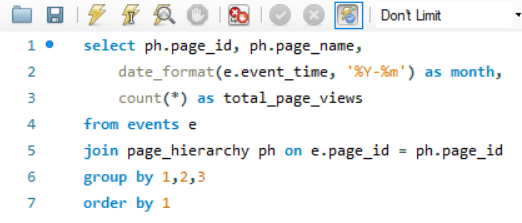 Don't Limit
1 select ph.page_id, ph.page_name,
2 date_format(e.event_time, '%Y-%m') as month,
3 count(*) as total_page_views
4 from events e
5 join page_hierarchy ph on e.page_id = ph.page_id
6 group by 1,2,3
7 order by 1